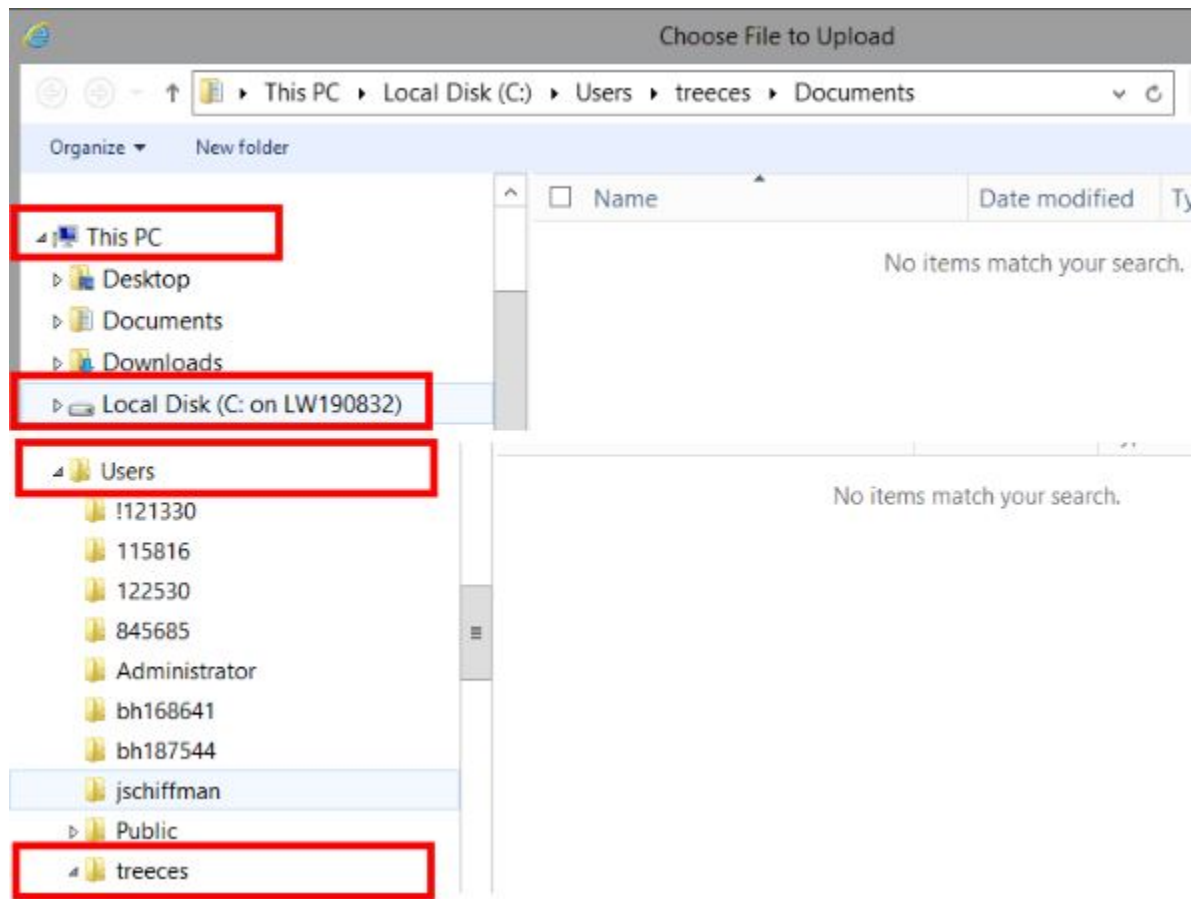 Choose File to Upload
This PC Local Disk (C:) Users treeces Documents
Organize New folder
Name Date modified Ty
No items match your search.
This PC
Desktop
Documents
Downloads
Local Disk (C: on LW190832)
Users
No items match your search.
!121330
115816
122530
845685
Administrator
bh168641
bh187544
jschiffman
Public
treeces